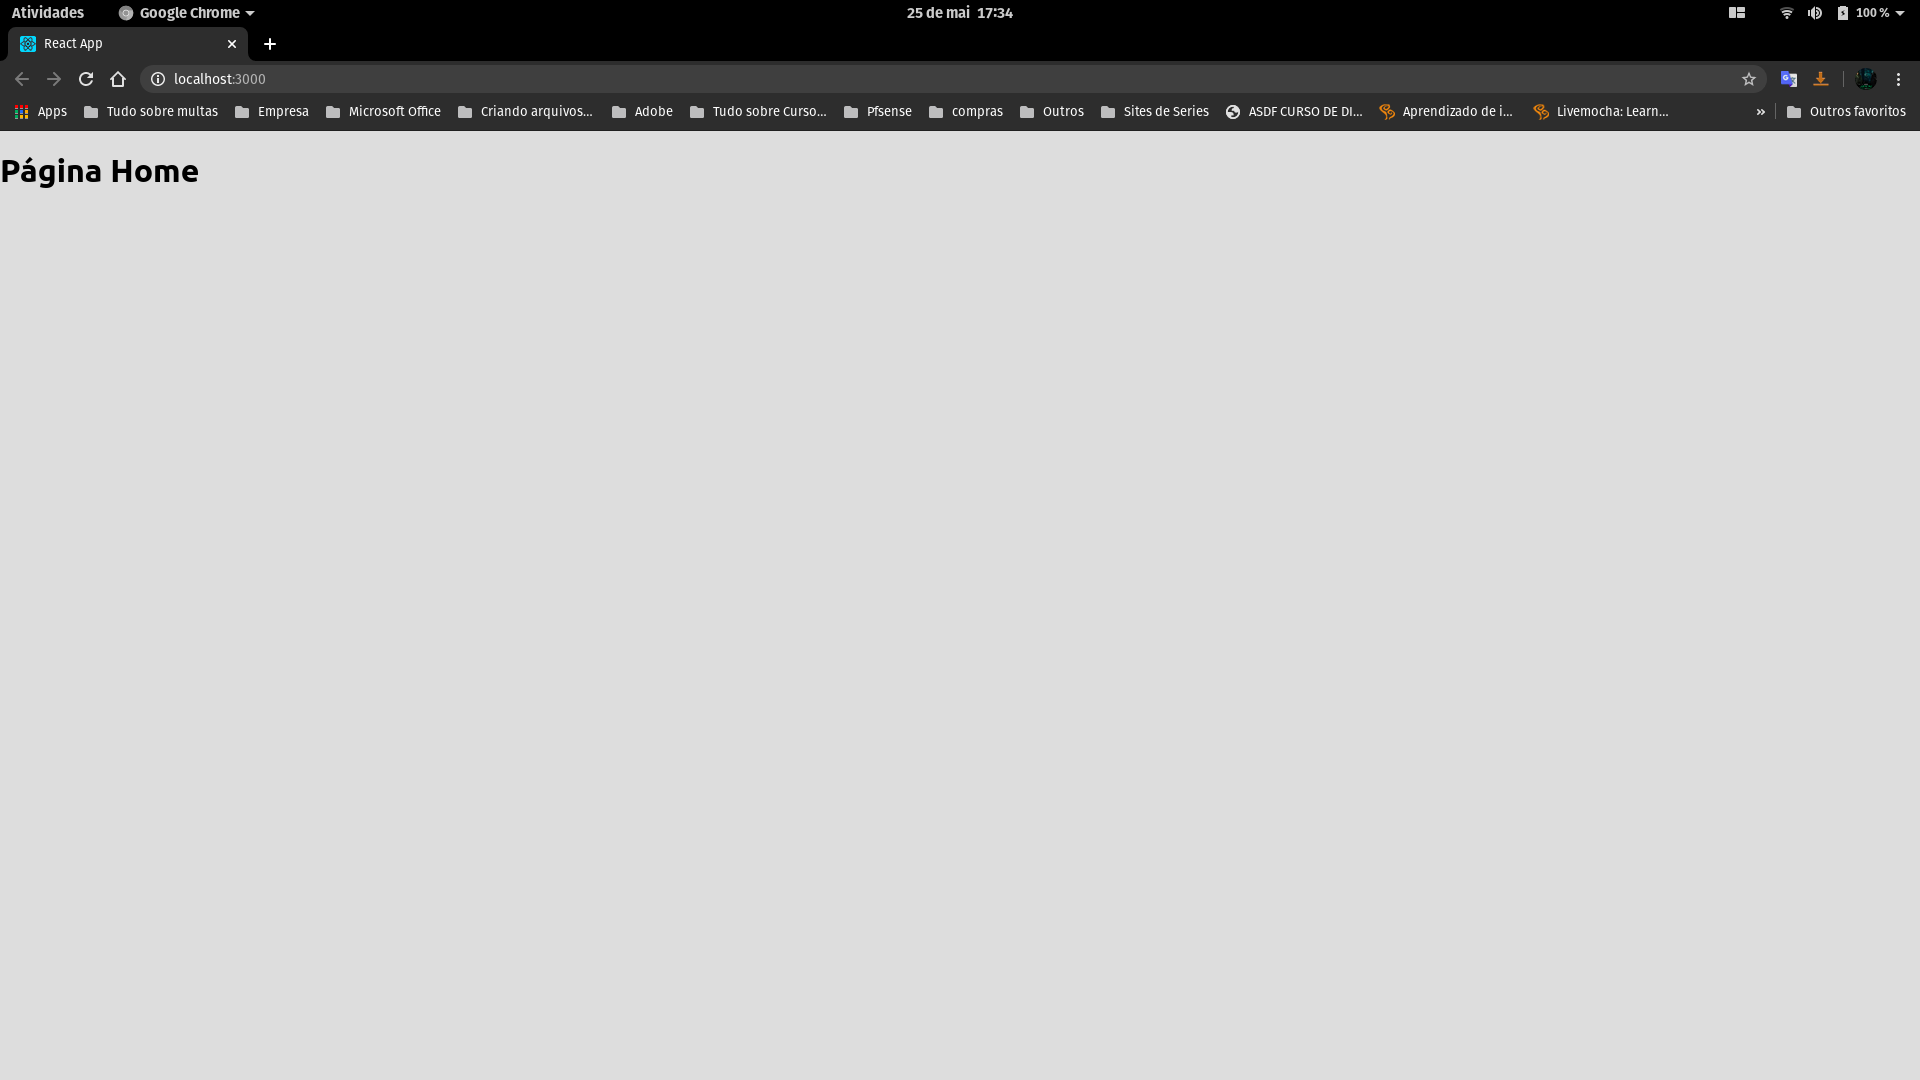 Atividades Google Chrome 25 de mai 17:34 100 %
React App
localhost:3000
Apps Tudo sobre multas Empresa Microsoft Office Criando arquivos... Adobe Tudo sobre Curso... Pfsense compras Outros Sites de Series ASDF CURSO DE DI... Aprendizado de i... Livemocha: Learn... » Outros favoritos
Página Home